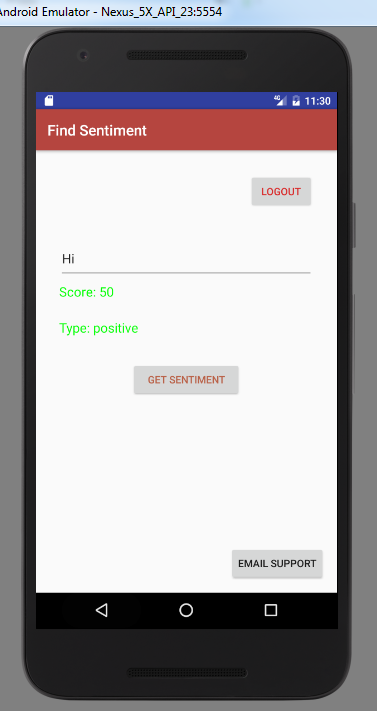 Android Emulator - Nexus_5X_API_23:5554
4G 11:30
Find Sentiment
LOGOUT
Hi
Score: 50
Type: positive
GET SENTIMENT
EMAIL SUPPORT